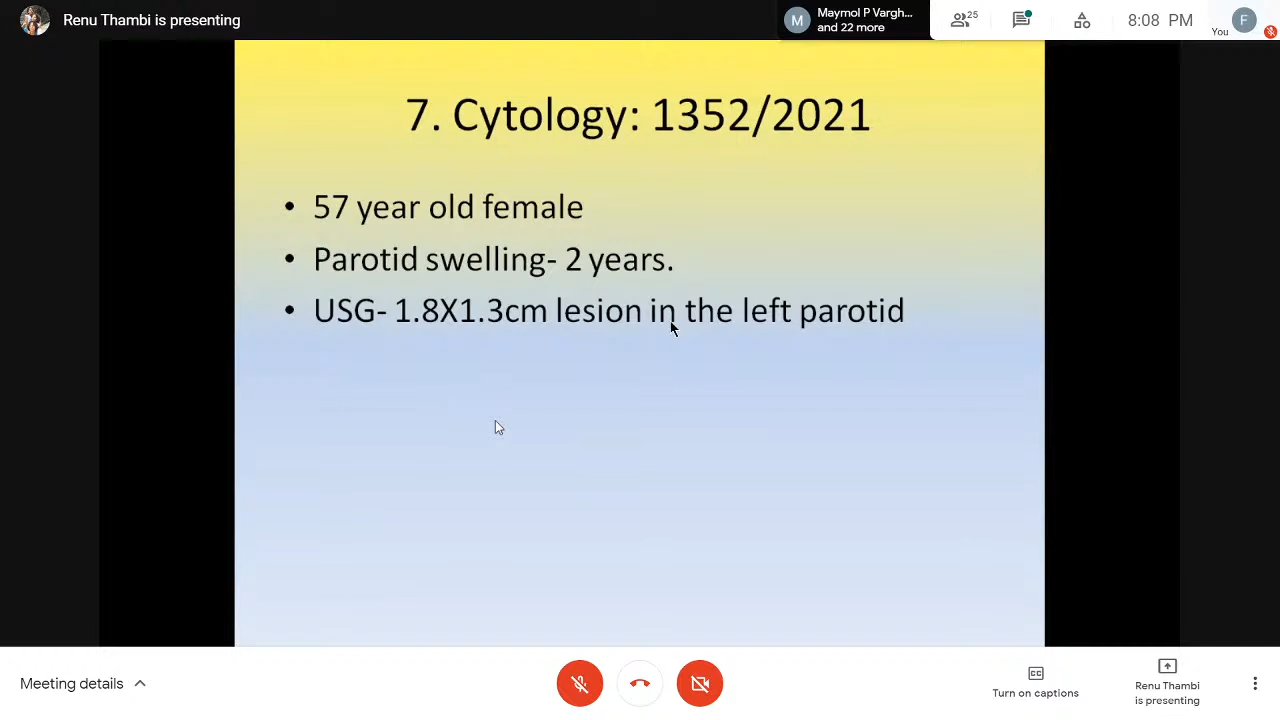 Renu Thambi is presenting
M
Maymol P Vargh...
and 22 more
25
8:08 PM
You
F
7. Cytology: 1352/2021
• 57 year old female
• Parotid swelling- 2 years.
• USG- 1.8X1.3cm lesion in the left parotid
Meeting details
CC
Turn on captions
Renu Thambi
is presenting